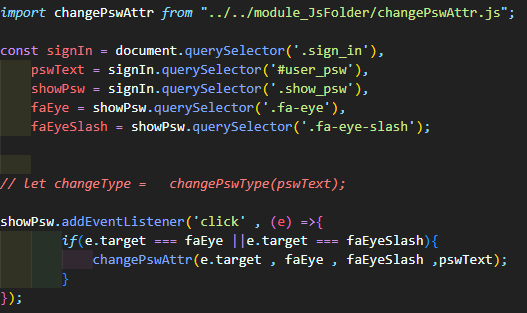 import changePswAttr from "../../module_JsFolder/changePswAttr.js";
const signIn = document.querySelector('.sign_in'),
pswText = signIn.querySelector('#user_psw'),
showPsw = signIn.querySelector('.show_psw'),
faEye = showPsw.querySelector('.fa-eye'),
faEyeSlash = showPsw.querySelector('.fa-eye-slash');
// let changeType =   changePswType(pswText);
showPsw.addEventListener('click' , (e) =>{
if(e.target === faEye ||e.target === faEyeSlash){
changePswAttr(e.target , faEye , faEyeSlash ,pswText);
}
});